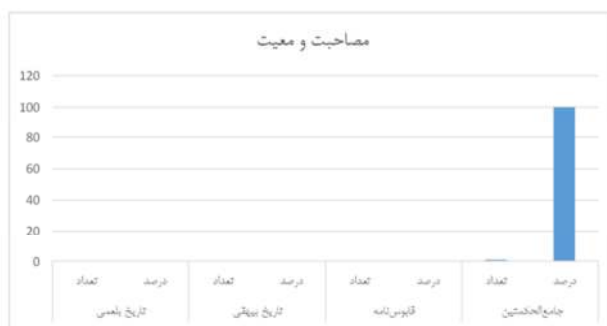 مصاحبت و معیت
120
100
80
60
40
20
0
تعداد درصد تعداد درصد تعداد درصد تعداد درصد
تاریخ بلعمی تاریخ بیهقی قابوس‌نامه جامع‌الحکمتین